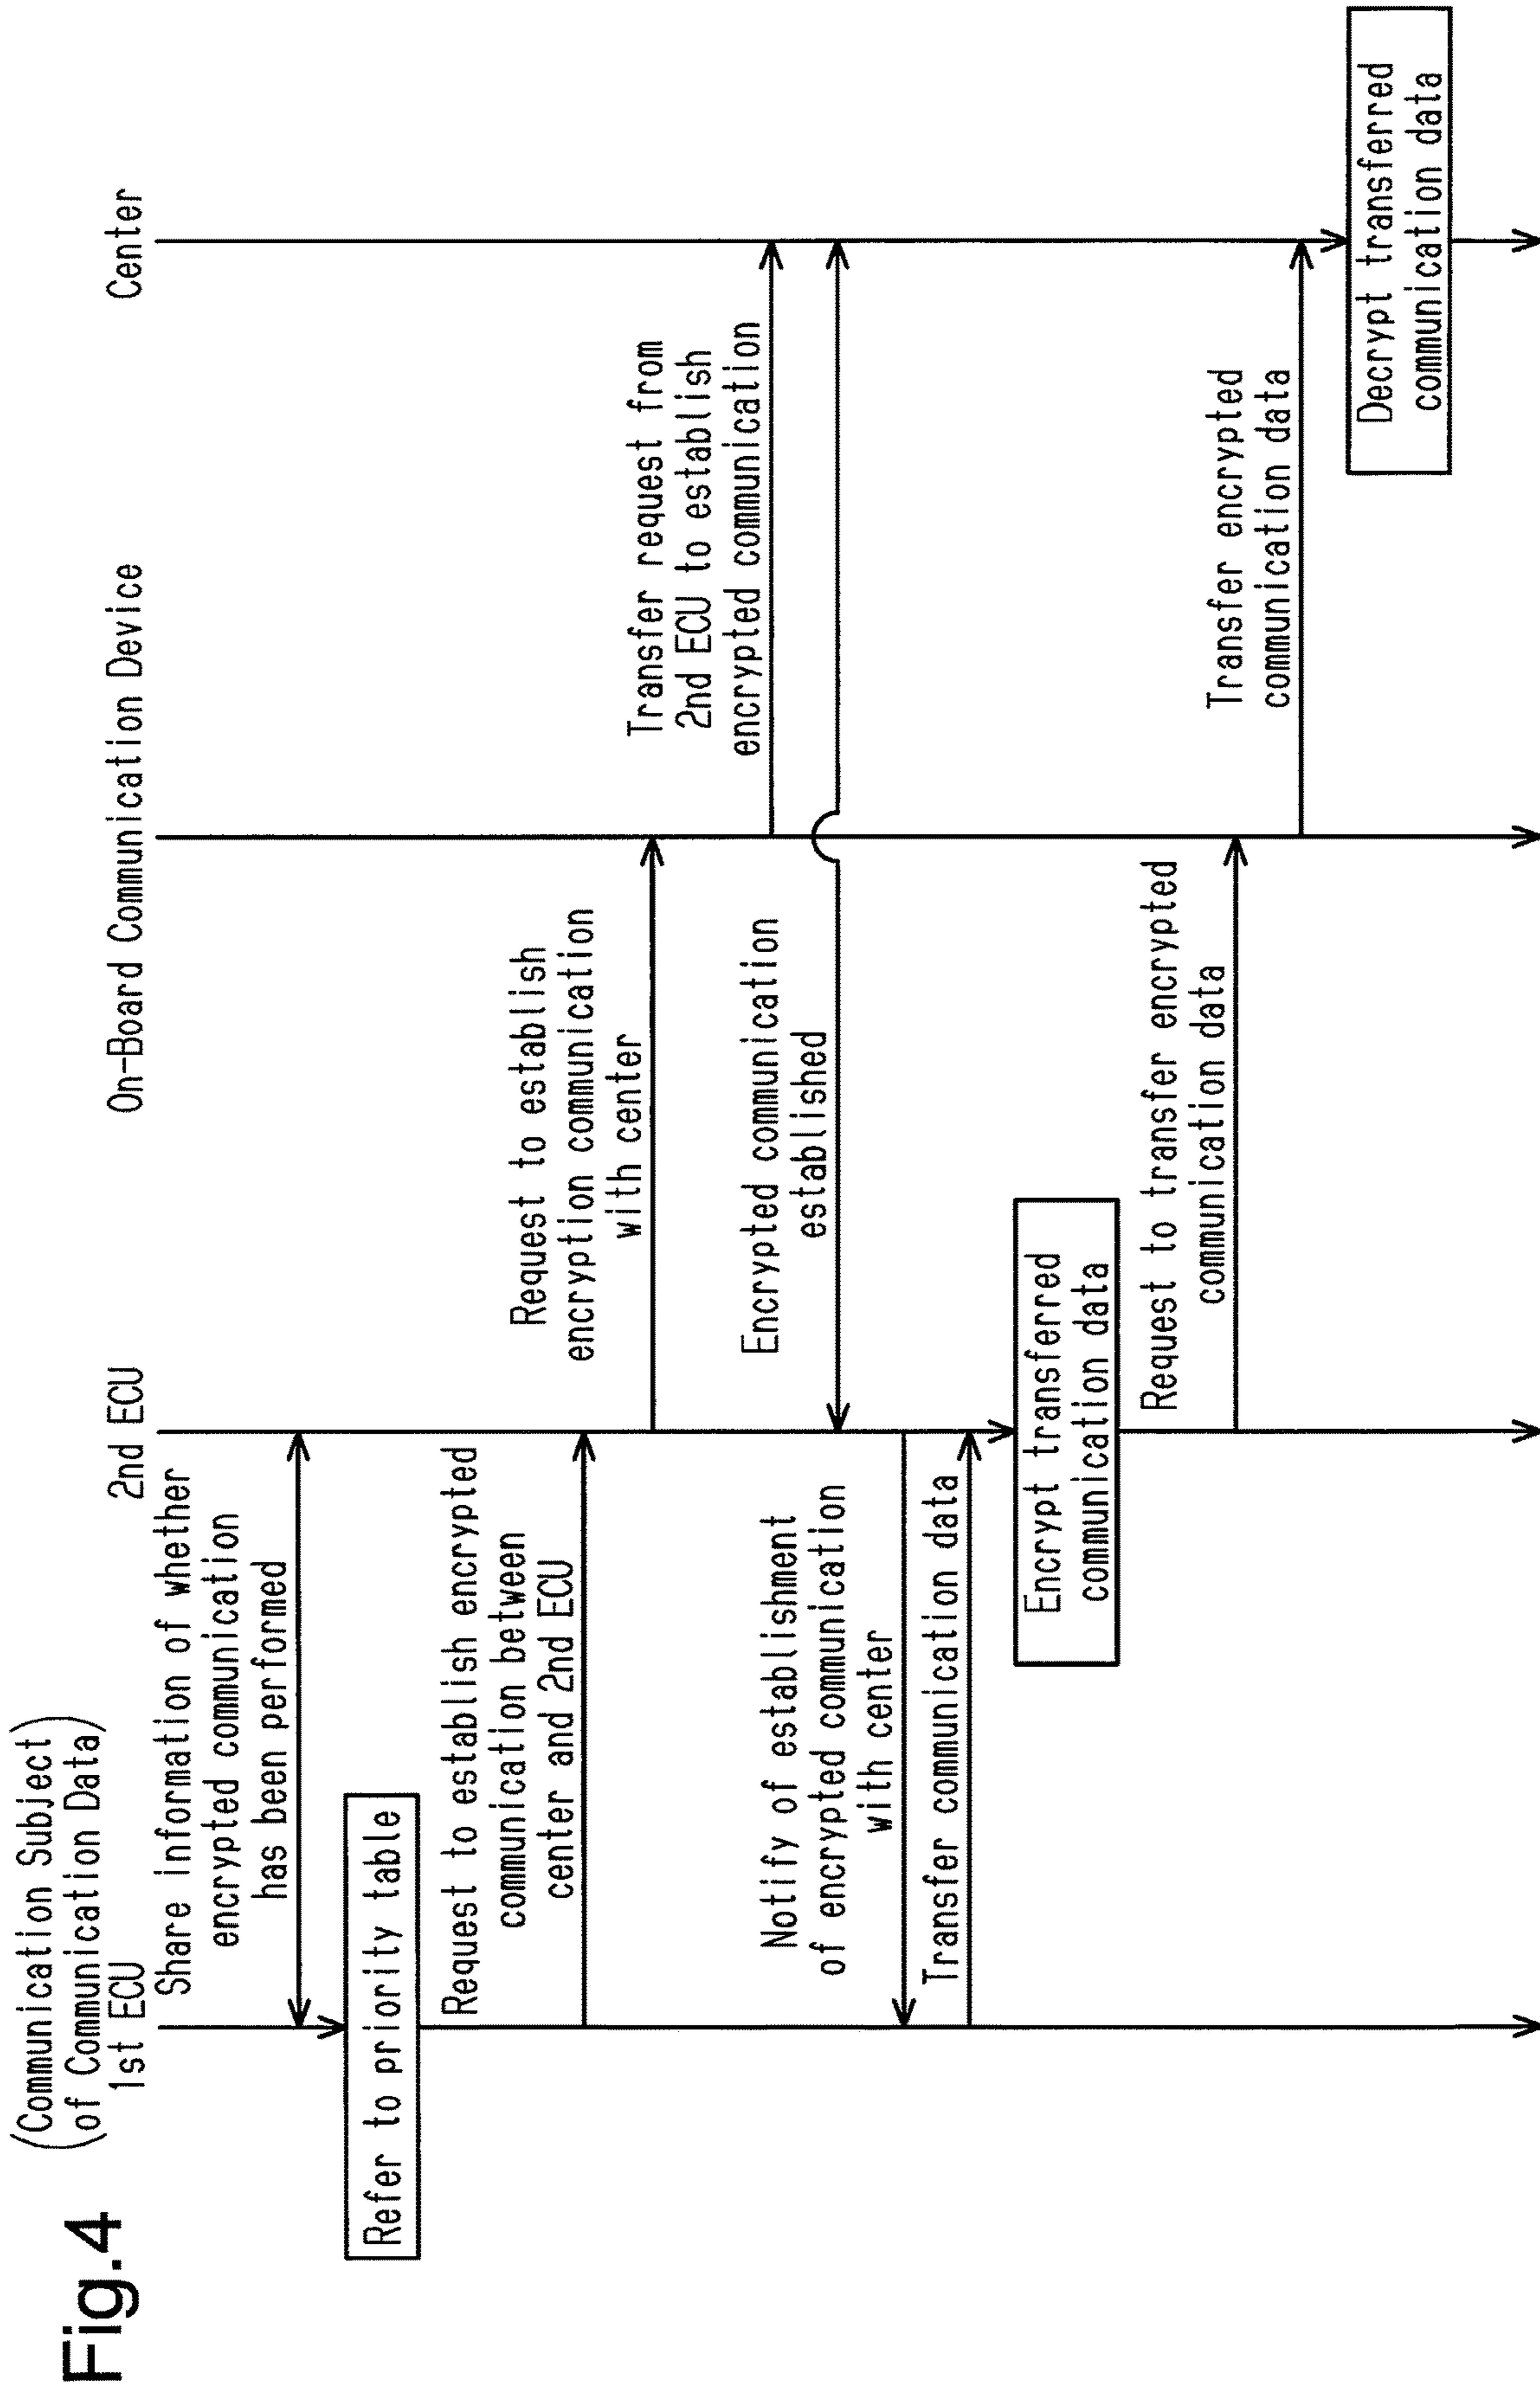 Fig.4
(Communication Subject
of Communication Data)
1st ECU
2nd ECU
On-Board Communication Device
Center
Share information of whether
encrypted communication
has been performed
Refer to priority table
Request to establish encrypted
communication between
center and 2nd ECU
Request to establish
encryption communication
with center
Transfer request from
2nd ECU to establish
encrypted communication
Encrypted communication
established
Notify of establishment
of encrypted communication
with center
Transfer communication data
Encrypt transferred
communication data
Request to transfer encrypted
communication data
Transfer encrypted
communication data
Decrypt transferred
communication data